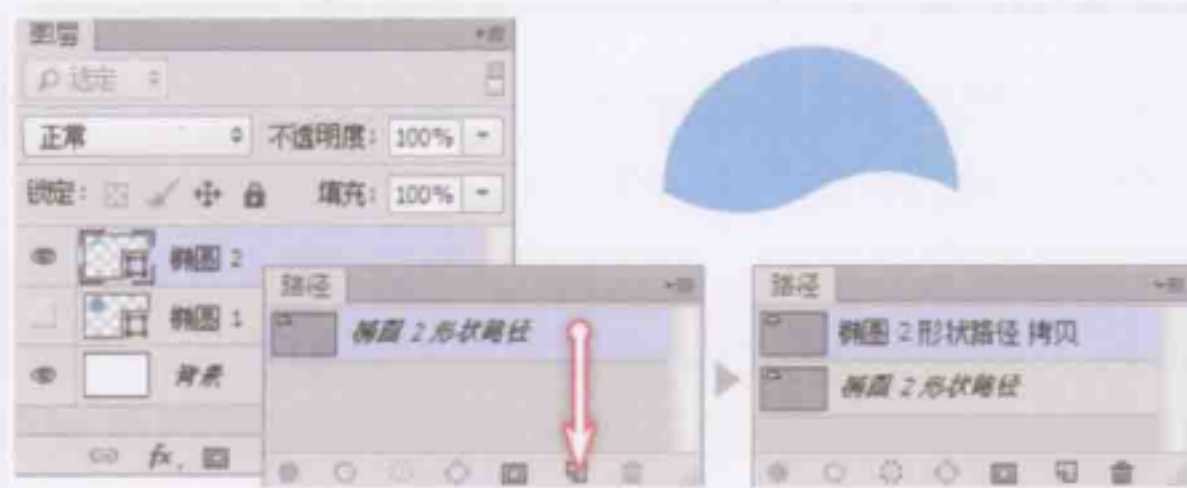 图层
选定
正常 不透明度: 100%
锁定: 填充: 100%
椭圆 2
椭圆 1
背景
fx.
路径
椭圆 2 形状路径
路径
椭圆 2 形状路径 拷贝
椭圆 2 形状路径